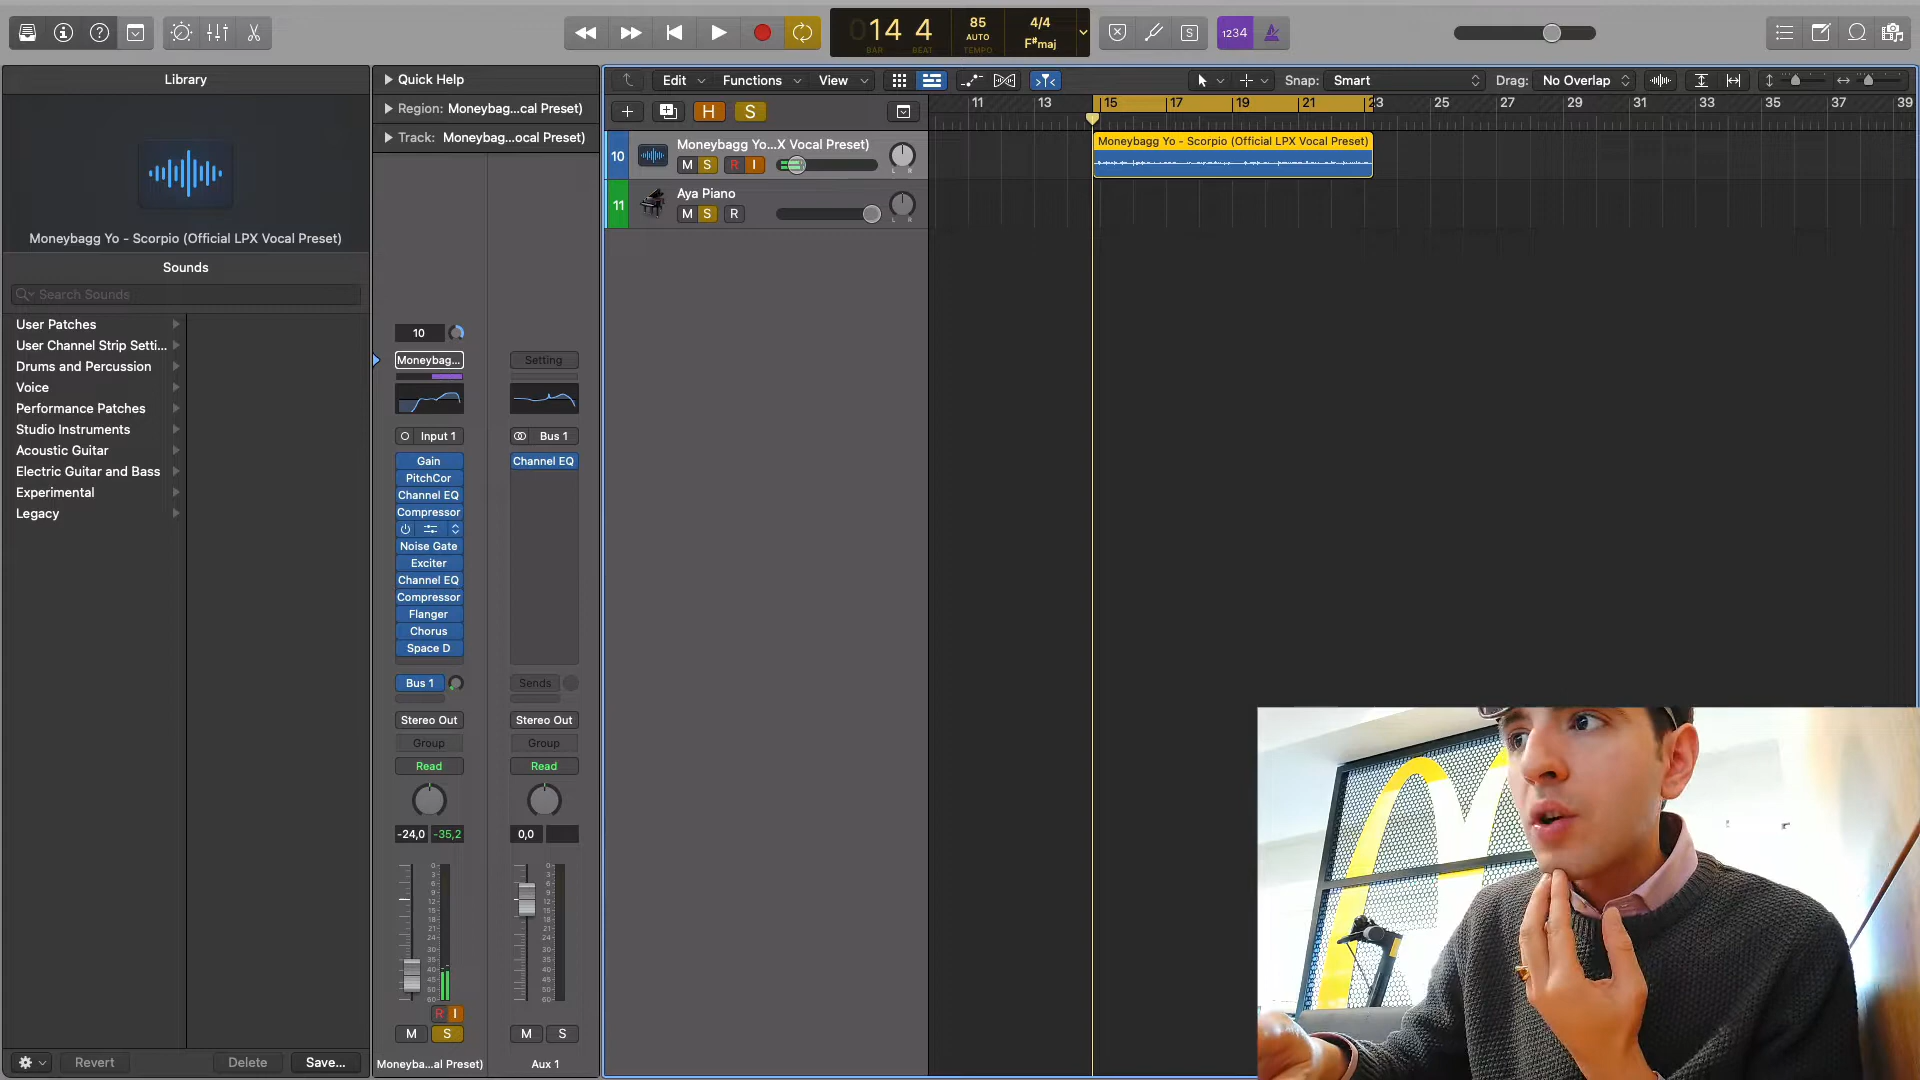 14 4
BAR
BEAT
85
AUTO
TEMPO
4/4
F#maj
1234
Library
Moneybagg Yo - Scorpio (Official LPX Vocal Preset)
Sounds
Search Sounds
User Patches
User Channel Strip Setti...
Drums and Percussion
Voice
Performance Patches
Studio Instruments
Acoustic Guitar
Electric Guitar and Bass
Experimental
Legacy
Revert
Delete
Save...
Quick Help
Region: Moneybag...cal Preset)
Track: Moneybag...ocal Preset)
10
Moneybag...
Input 1
Gain
PitchCor
Channel EQ
Compressor
Noise Gate
Exciter
Channel EQ
Compressor
Flanger
Chorus
Space D
Bus 1
Stereo Out
Group
Read
-24,0 -35,2
R I
M S
Moneyba...al Preset)
Setting
Bus 1
Channel EQ
Sends
Stereo Out
Group
Read
0,0
M S
Aux 1
Edit Functions View
Snap: Smart
Drag: No Overlap
H S
11 13 15 17 19 21 23 25 27 29 31 33 35 37 39
10
Moneybagg Yo...X Vocal Preset)
M S R I
L R
11
Aya Piano
M S R
L R
Moneybagg Yo - Scorpio (Official LPX Vocal Preset)